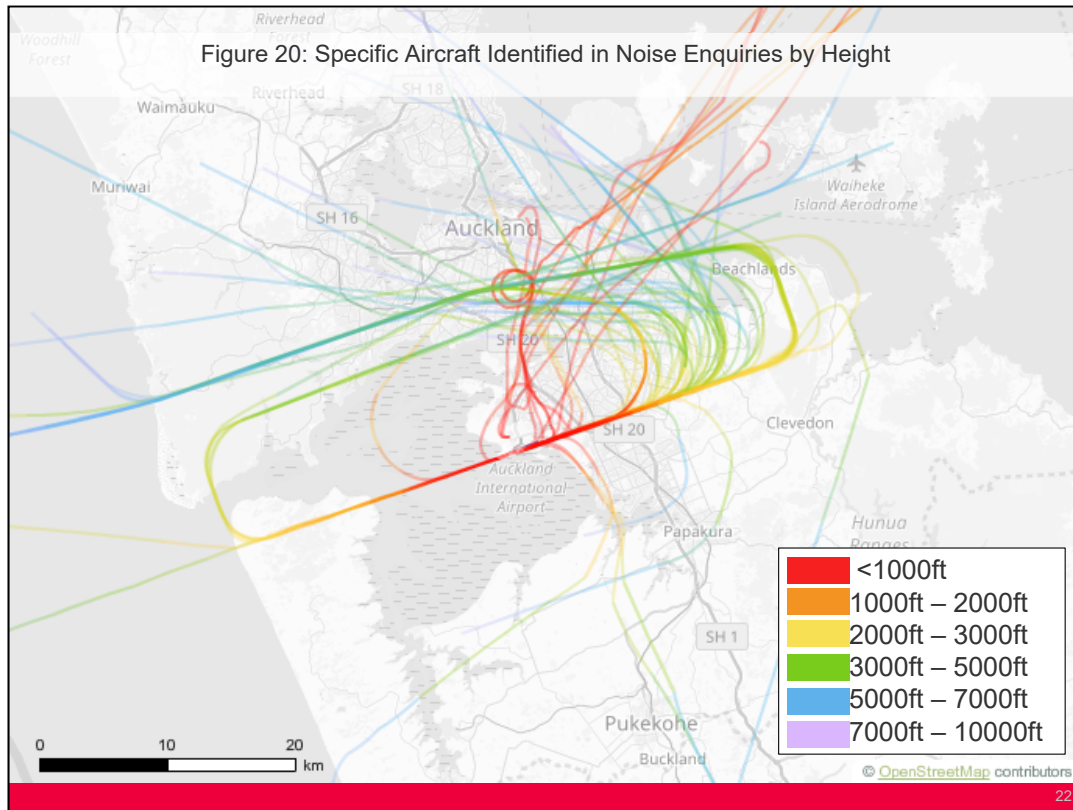 Riverhead
Forest
Woodhill
Forest
Figure 20: Specific Aircraft Identified in Noise Enquiries by Height
Riverhead
SH 18
Waimauku
Muriwai
Waiheke
Island Aerodrome
SH 16
Auckland
Beachlands
SH 20
SH 20
Clevedon
Auckland
International
Airport
Papakura
Hunua
Ranges
<1000ft
1000ft – 2000ft
2000ft – 3000ft
3000ft – 5000ft
5000ft – 7000ft
7000ft – 10000ft
SH 1
Pukekohe
Buckland
0 10 20
km
© OpenStreetMap contributors
22